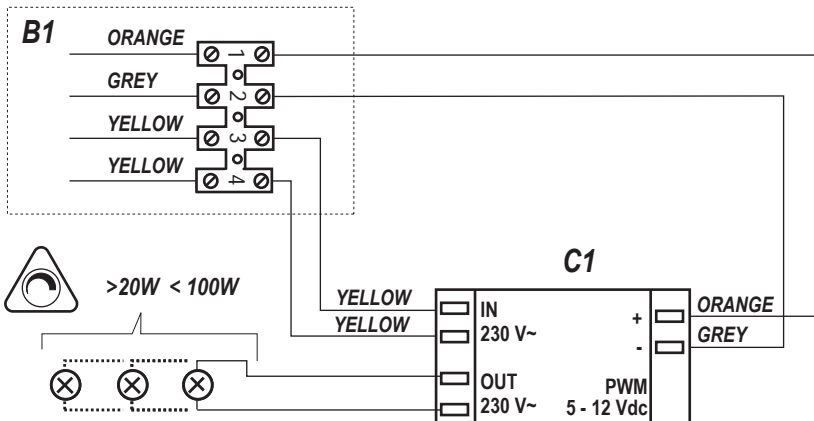 B1
ORANGE
1
GREY
2
YELLOW
3
YELLOW
4
C1
>20W < 100W
YELLOW
IN
+
ORANGE
YELLOW
230 V~
-
GREY
OUT
PWM
230 V~
5 - 12 Vdc